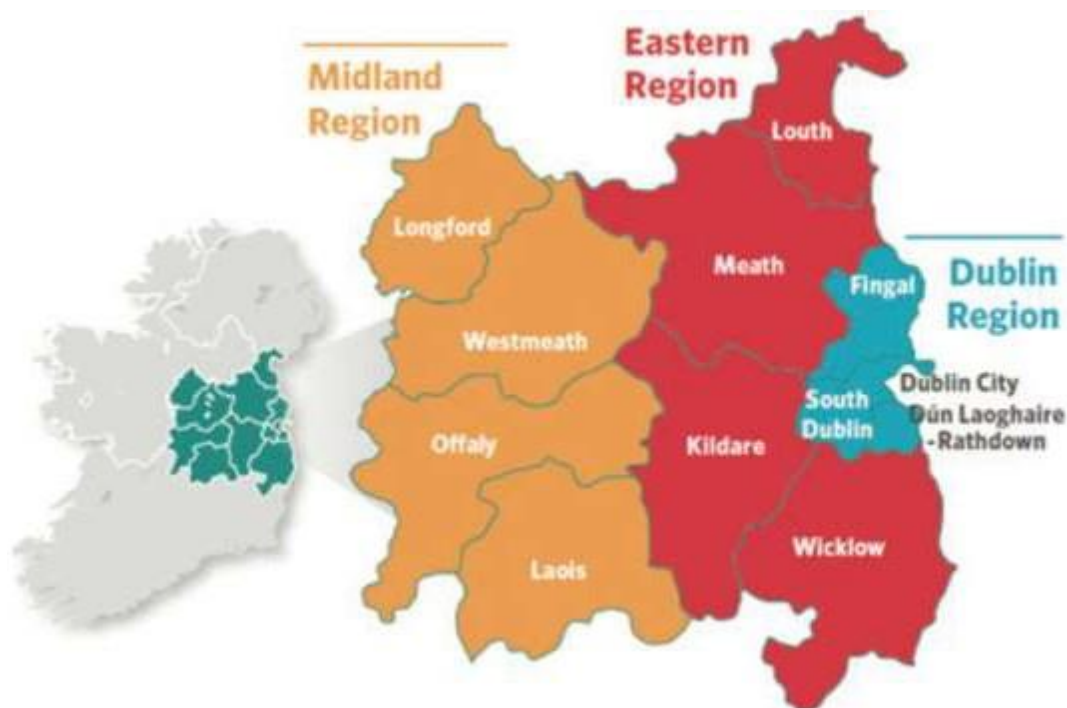 Midland
Region
Eastern
Region
Louth
Longford
Meath
Fingal
Dublin
Region
Westmeath
Dublin City
South
Dublin
Dún Laoghaire
-Rathdown
Offaly
Kildare
Wicklow
Laois